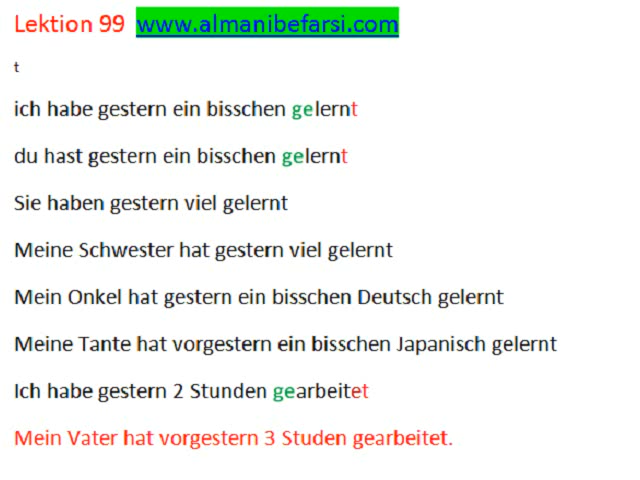 Lektion 99 www.almanibefarsi.com
t
ich habe gestern ein bisschen gelernt
du hast gestern ein bisschen gelernt
Sie haben gestern viel gelernt
Meine Schwester hat gestern viel gelernt
Mein Onkel hat gestern ein bisschen Deutsch gelernt
Meine Tante hat vorgestern ein bisschen Japanisch gelernt
Ich habe gestern 2 Stunden gearbeitet
Mein Vater hat vorgestern 3 Studen gearbeitet.